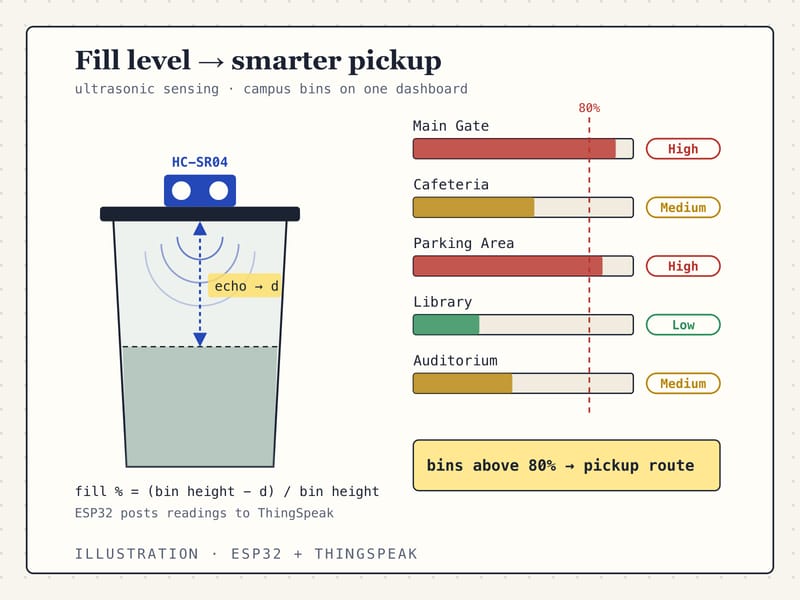 Fill level → smarter pickup
ultrasonic sensing · campus bins on one dashboard
HC–SR04
echo → d
fill % = (bin height − d) / bin height
ESP32 posts readings to ThingSpeak
80%
Main Gate
High
Cafeteria
Medium
Parking Area
High
Library
Low
Auditorium
Medium
bins above 80% → pickup route
ILLUSTRATION · ESP32 + THINGSPEAK